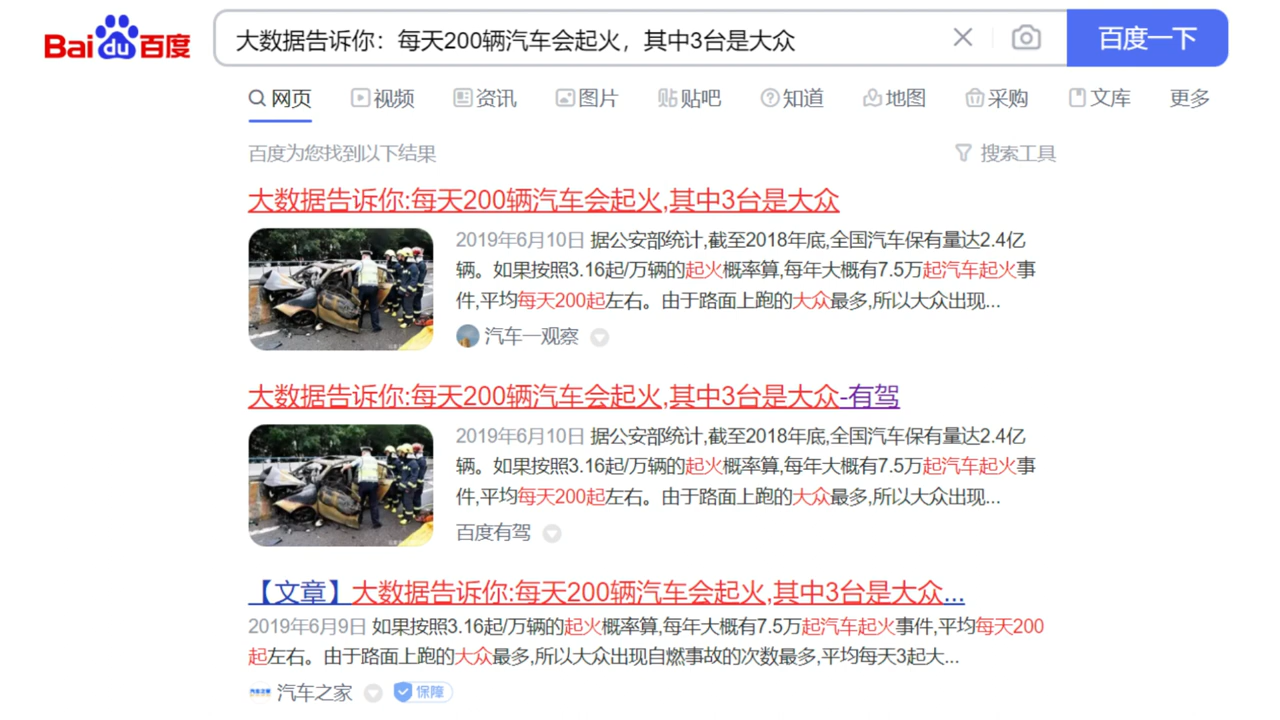 Bai du 百度
大数据告诉你：每天200辆汽车会起火，其中3台是大众
百度一下
网页 视频 资讯 图片 贴吧 知道 地图 采购 文库 更多
百度为您找到以下结果
搜索工具
大数据告诉你:每天200辆汽车会起火,其中3台是大众
2019年6月10日 据公安部统计,截至2018年底,全国汽车保有量达2.4亿
辆。如果按照3.16起/万辆的起火概率算,每年大概有7.5万起汽车起火事
件,平均每天200起左右。由于路面上跑的大众最多,所以大众出现...
汽车一观察
大数据告诉你:每天200辆汽车会起火,其中3台是大众-有驾
2019年6月10日 据公安部统计,截至2018年底,全国汽车保有量达2.4亿
辆。如果按照3.16起/万辆的起火概率算,每年大概有7.5万起汽车起火事
件,平均每天200起左右。由于路面上跑的大众最多,所以大众出现...
百度有驾
【文章】大数据告诉你:每天200辆汽车会起火,其中3台是大众...
2019年6月9日 如果按照3.16起/万辆的起火概率算,每年大概有7.5万起汽车起火事件,平均每天200
起左右。由于路面上跑的大众最多,所以大众出现自燃事故的次数最多,平均每天3起大...
汽车之家 保障